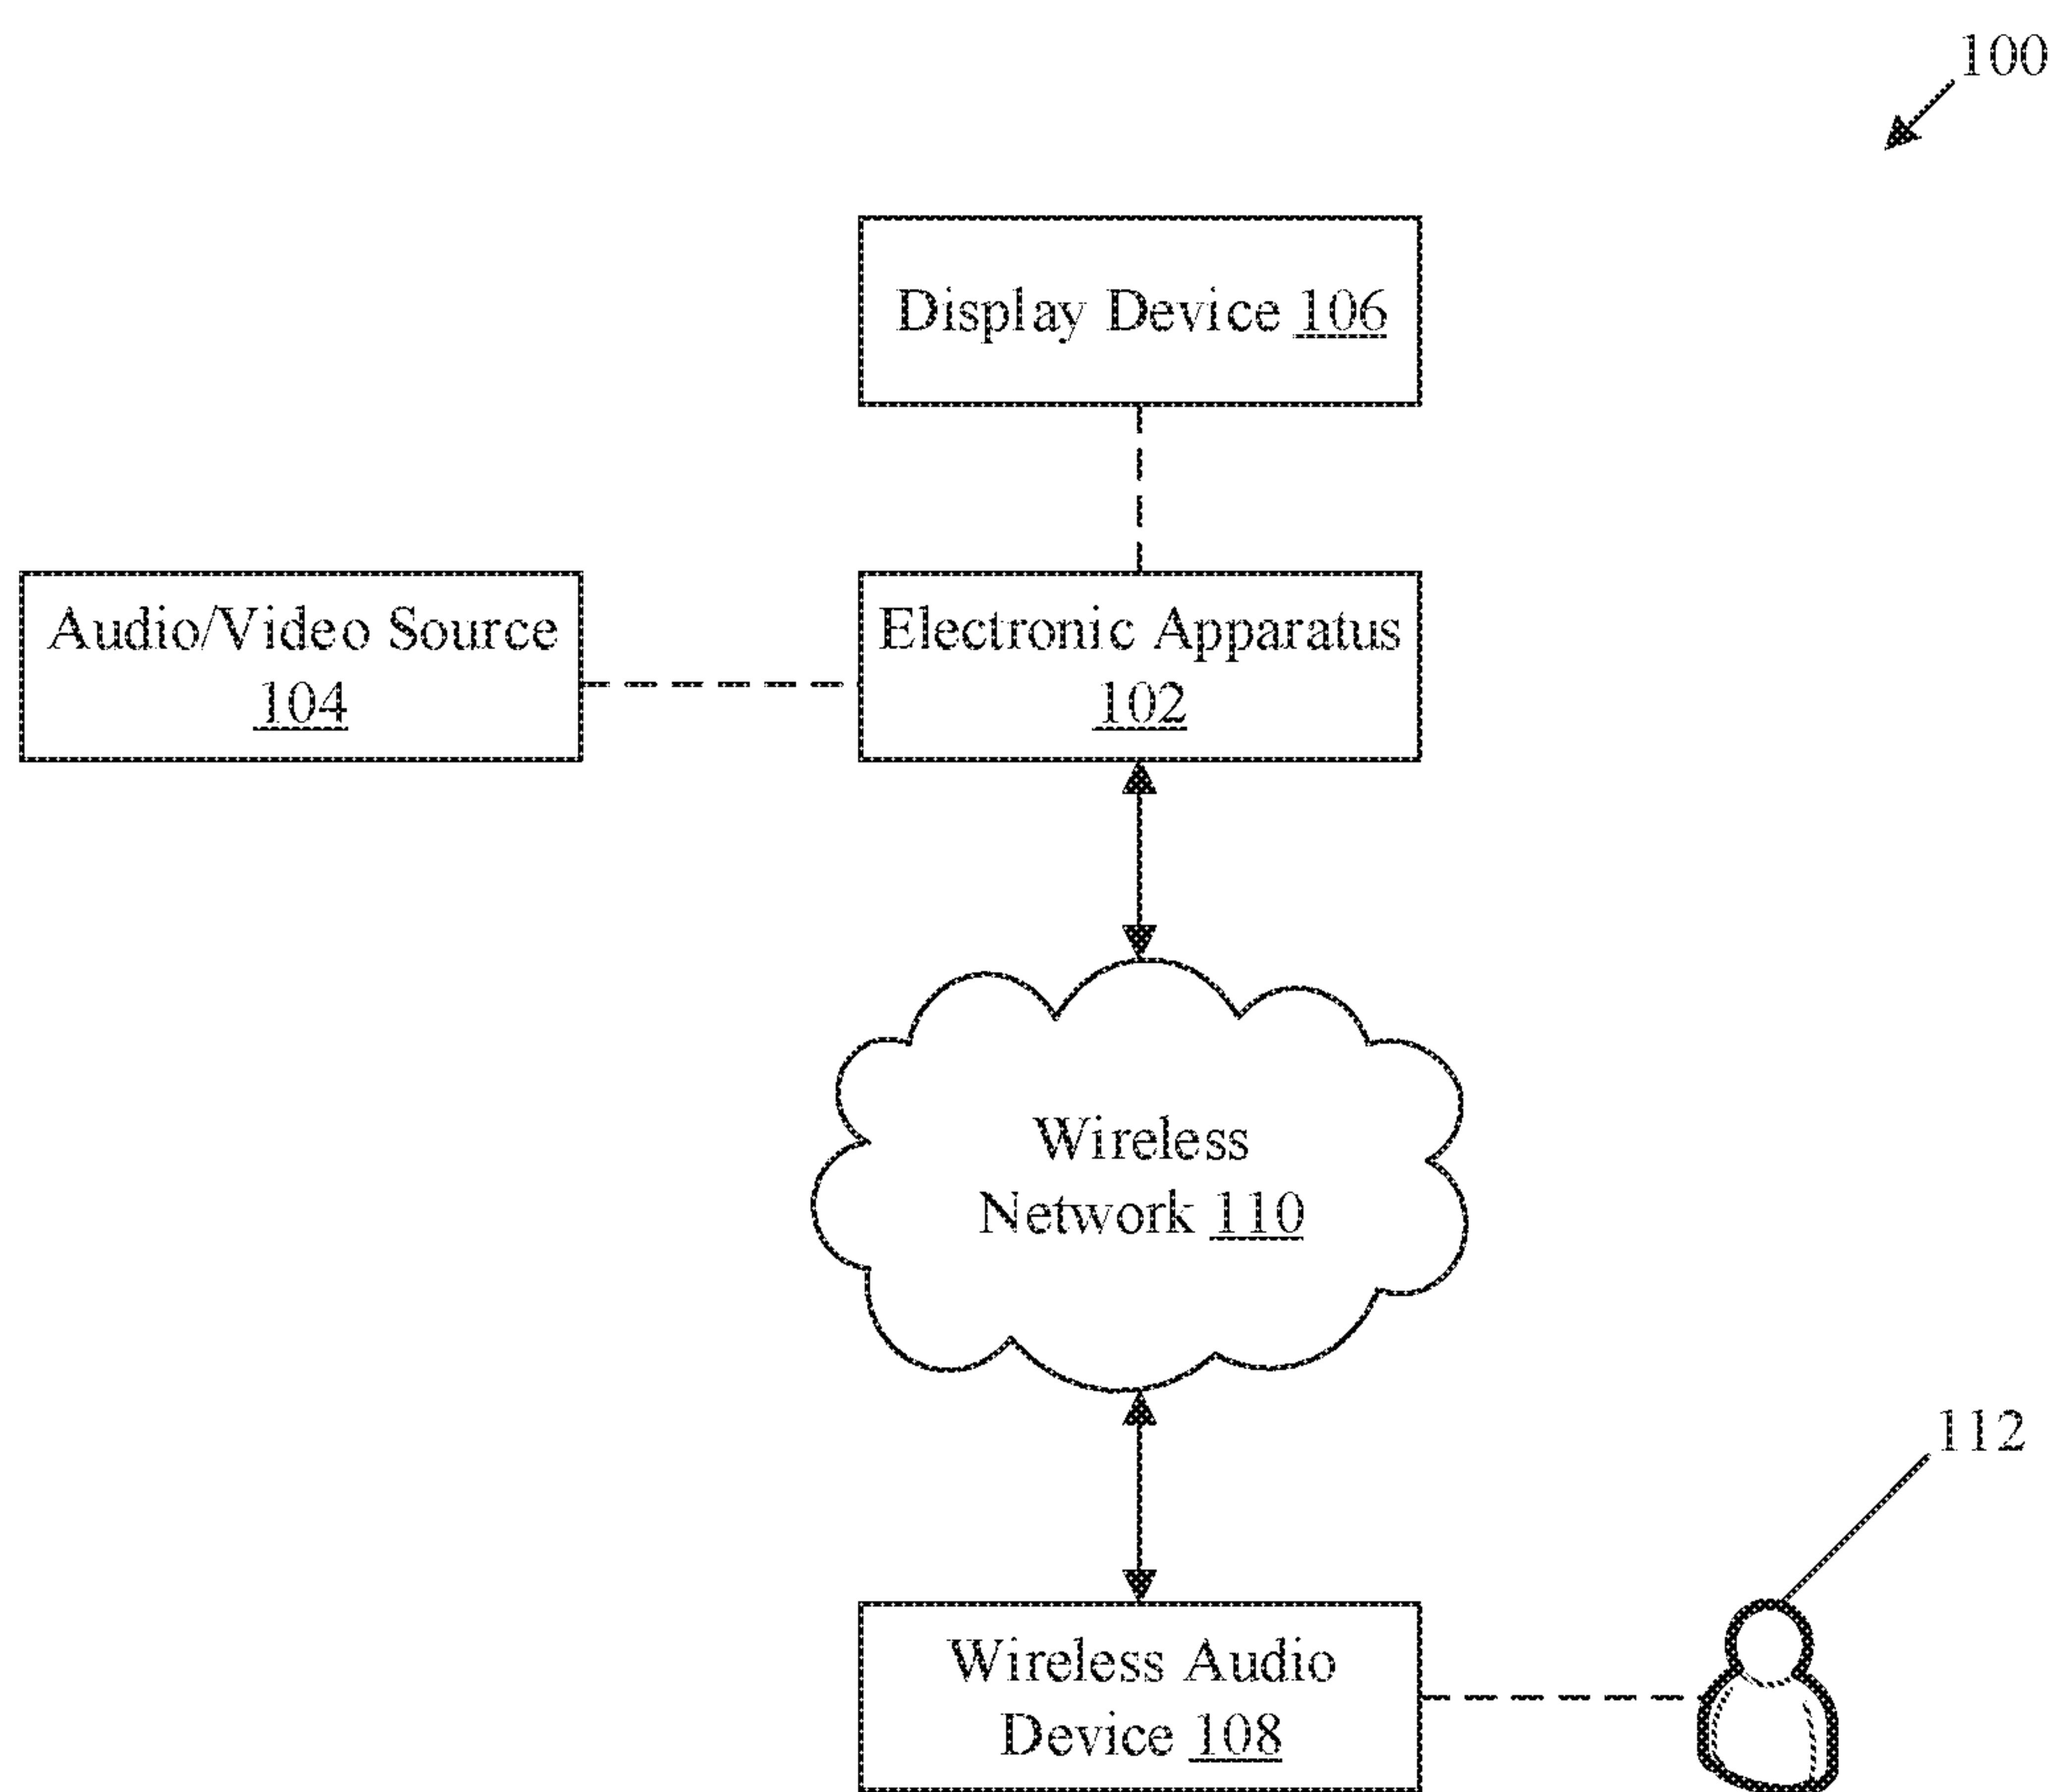 100
Display Device 106
Audio/Video Source
104
Electronic Apparatus
102
Wireless
Network 110
112
Wireless Audio
Device 108